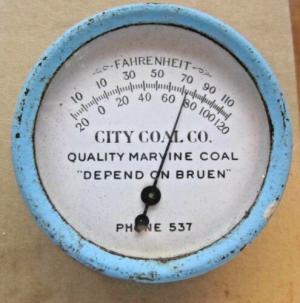 FAHRENHEIT
10 10 30 50 70 90 110
20 0 20 40 60 80 100 120
CITY COAL CO.
QUALITY MARVINE COAL
"DEPEND ON BRUEN"
PHONE 537